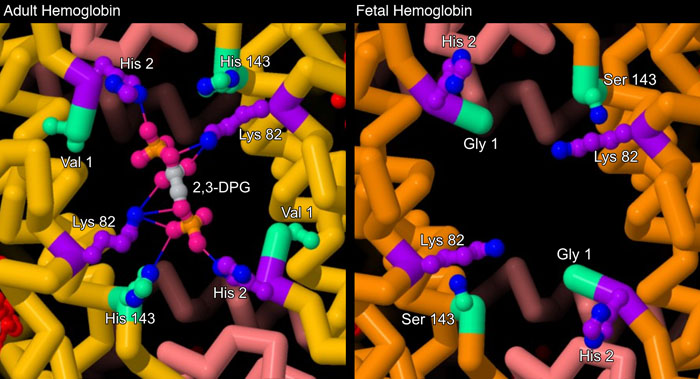 Adult Hemoglobin
His 2
His 143
Val 1
Lys 82
2,3-DPG
Lys 82
Val 1
His 143
His 2
Fetal Hemoglobin
His 2
Ser 143
Gly 1
Lys 82
Lys 82
Gly 1
Ser 143
His 2